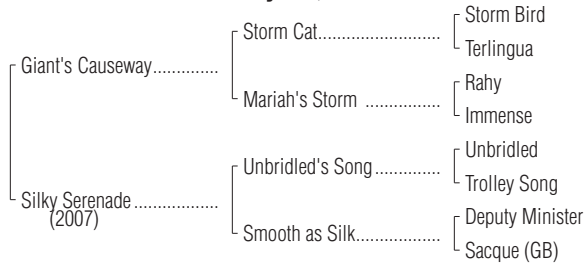 Storm Bird
Storm Cat....................
Terlingua
Giant's Causeway..............
Rahy
Mariah's Storm ................
Immense
Unbridled
Unbridled's Song..............
Trolley Song
Silky Serenade ..................
(2007)
Deputy Minister
Smooth as Silk..................
Sacque (GB)